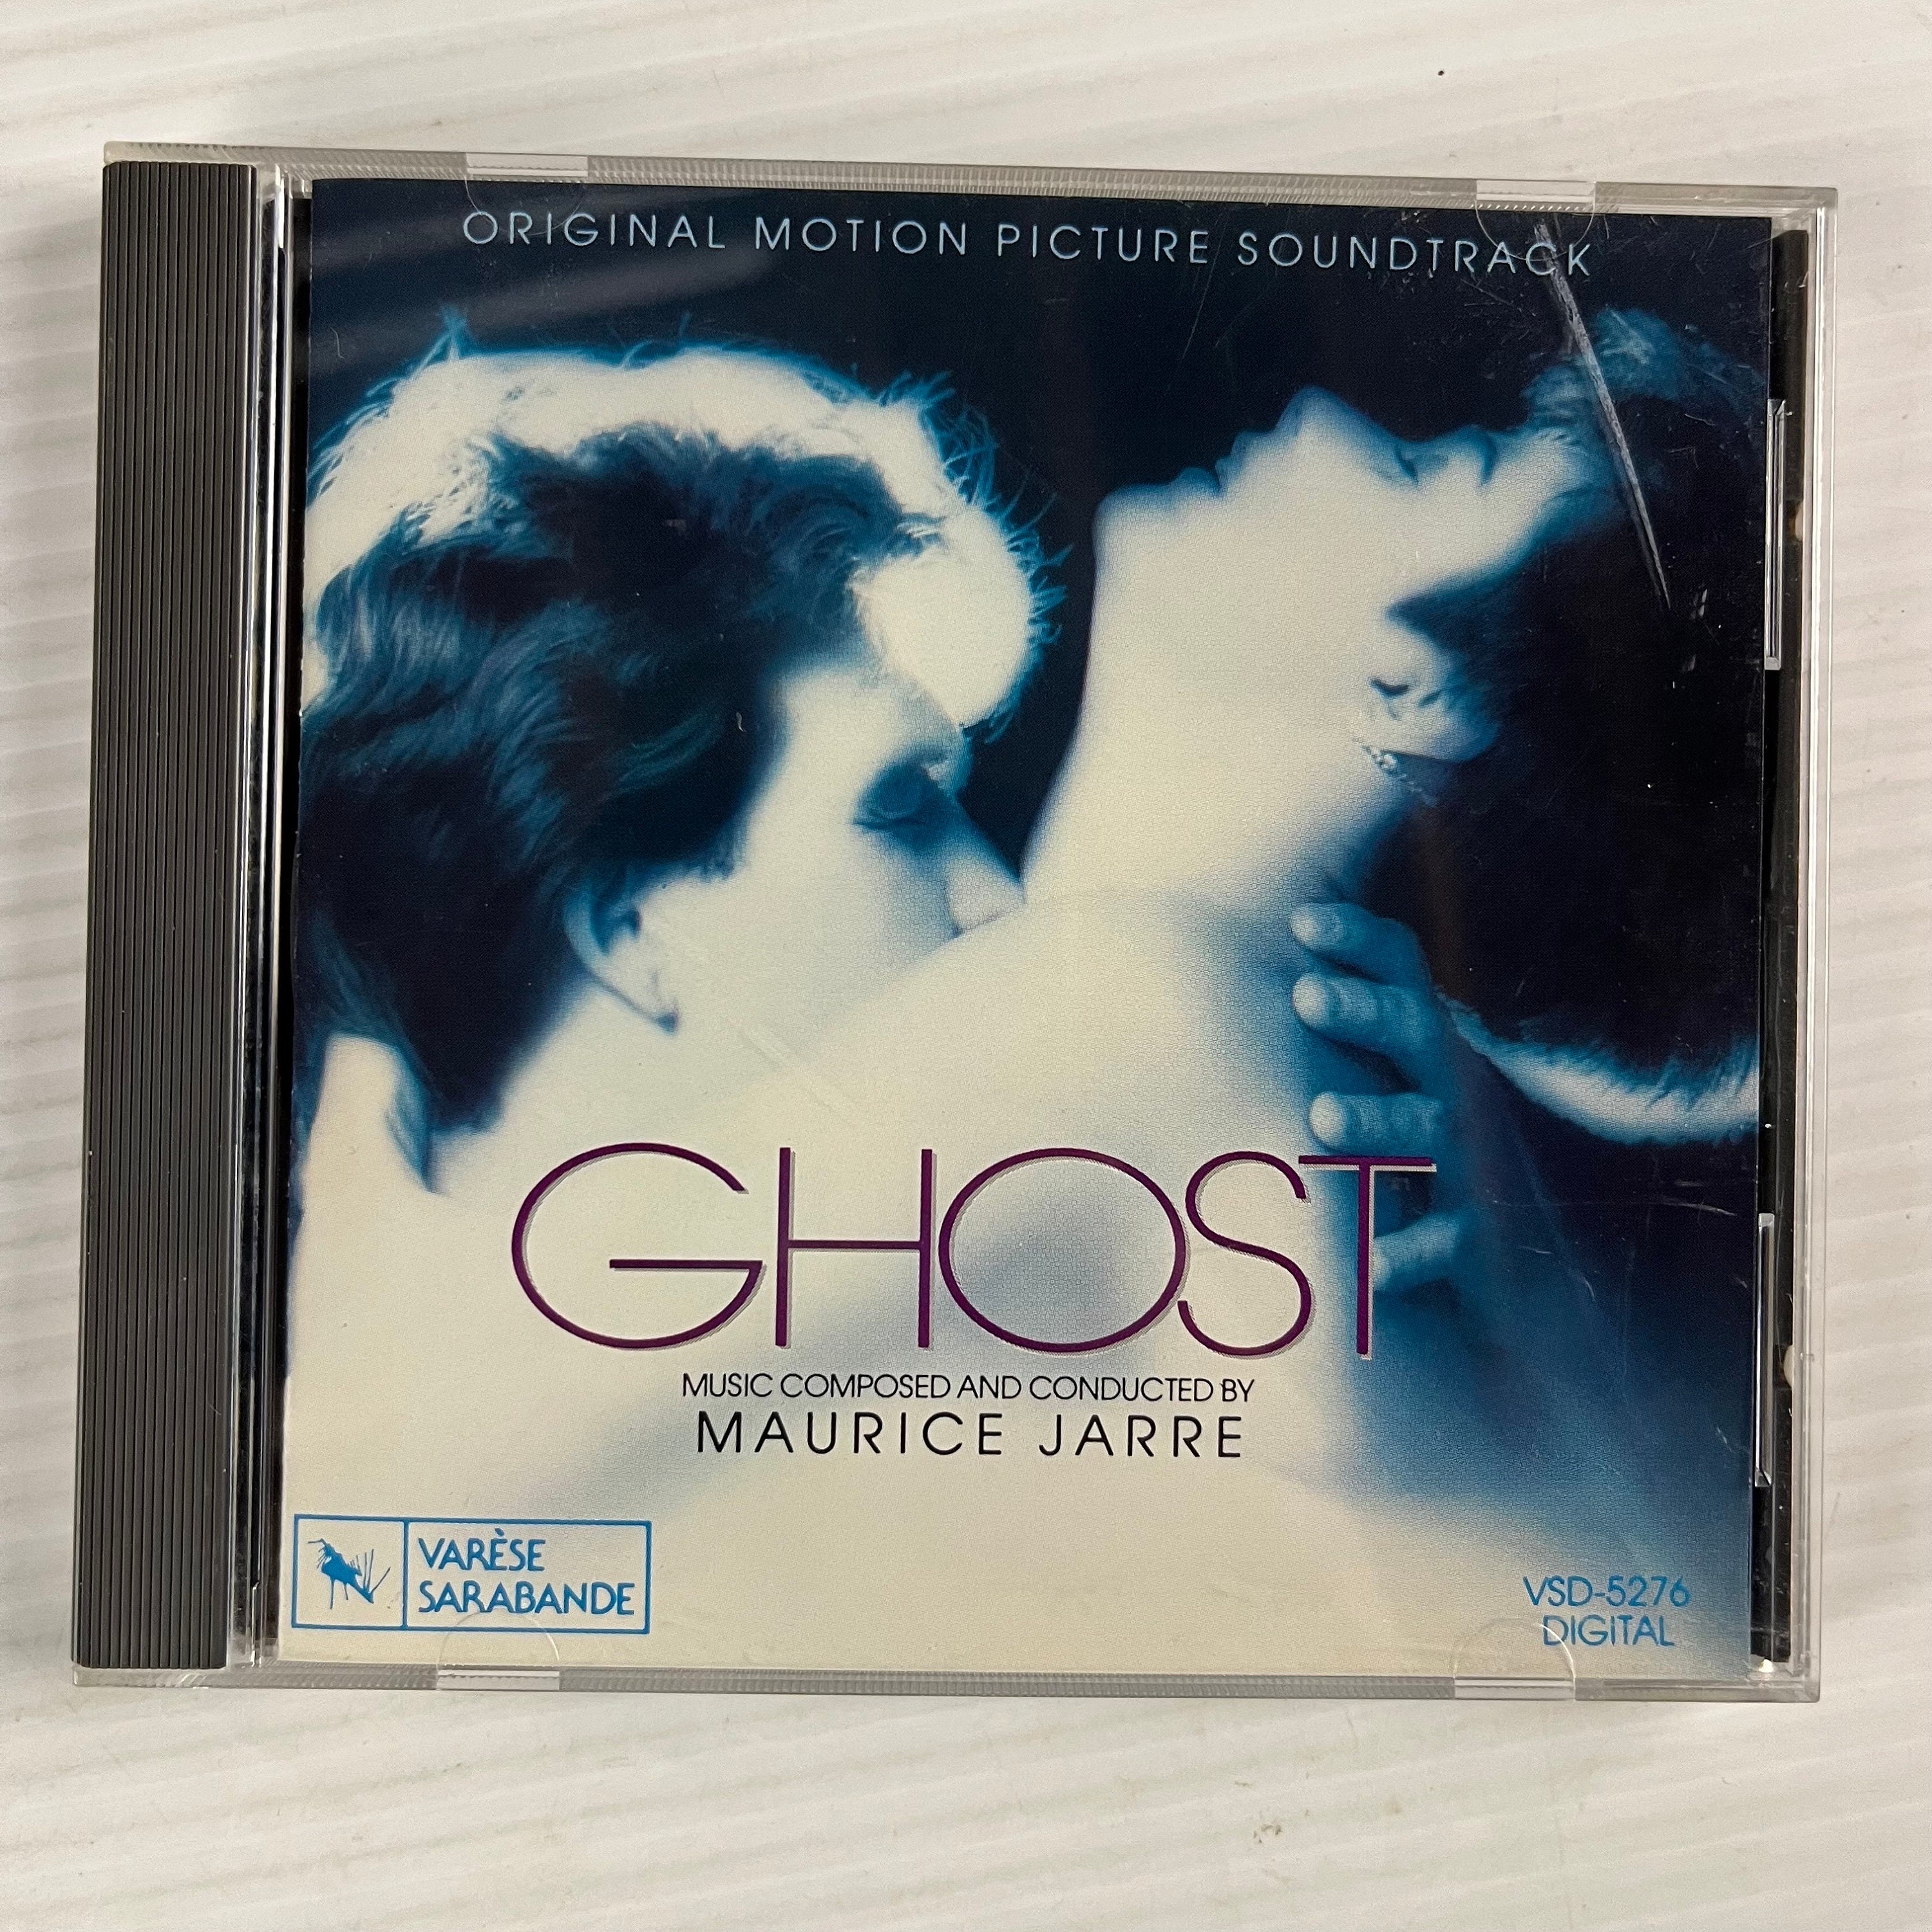 ORIGINAL MOTION PICTURE SOUNDTRACK
GHOST
MUSIC COMPOSED AND CONDUCTED BY
MAURICE JARRE
VARÈSE
SARABANDE
VSD-5276
DIGITAL